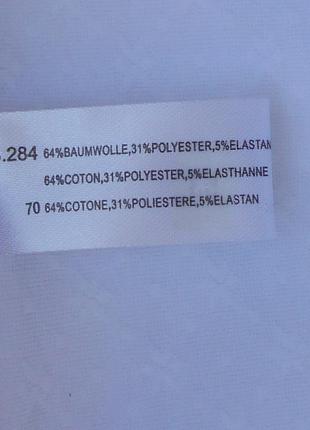 .284 64%BAUMWOLLE,31%POLYESTER,5%ELASTAN
64%COTON,31%POLYESTER,5%ELASTHANNE
70 64%COTONE,31%POLIESTERE,5%ELASTAN